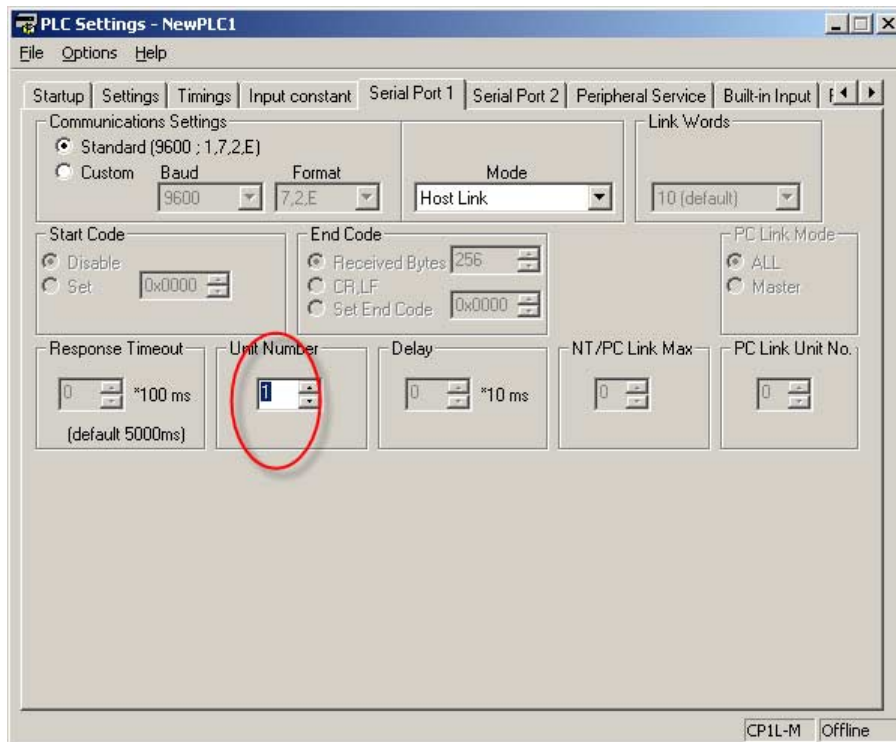 PLC Settings - NewPLC1
File Options Help
Startup Settings Timings Input constant Serial Port 1 Serial Port 2 Peripheral Service Built-in Input
Communications Settings
Standard (9600 ; 1,7,2,E)
Custom Baud Format
9600 7,2,E
Mode
Host Link
Link Words
10 (default)
Start Code
Disable
Set 0x0000
End Code
Received Bytes 256
CR,LF
Set End Code 0x0000
PC Link Mode
ALL
Master
Response Timeout
0 *100 ms
(default 5000ms)
Unit Number
1
Delay
0 *10 ms
NT/PC Link Max
0
PC Link Unit No.
0
CP1L-M Offline